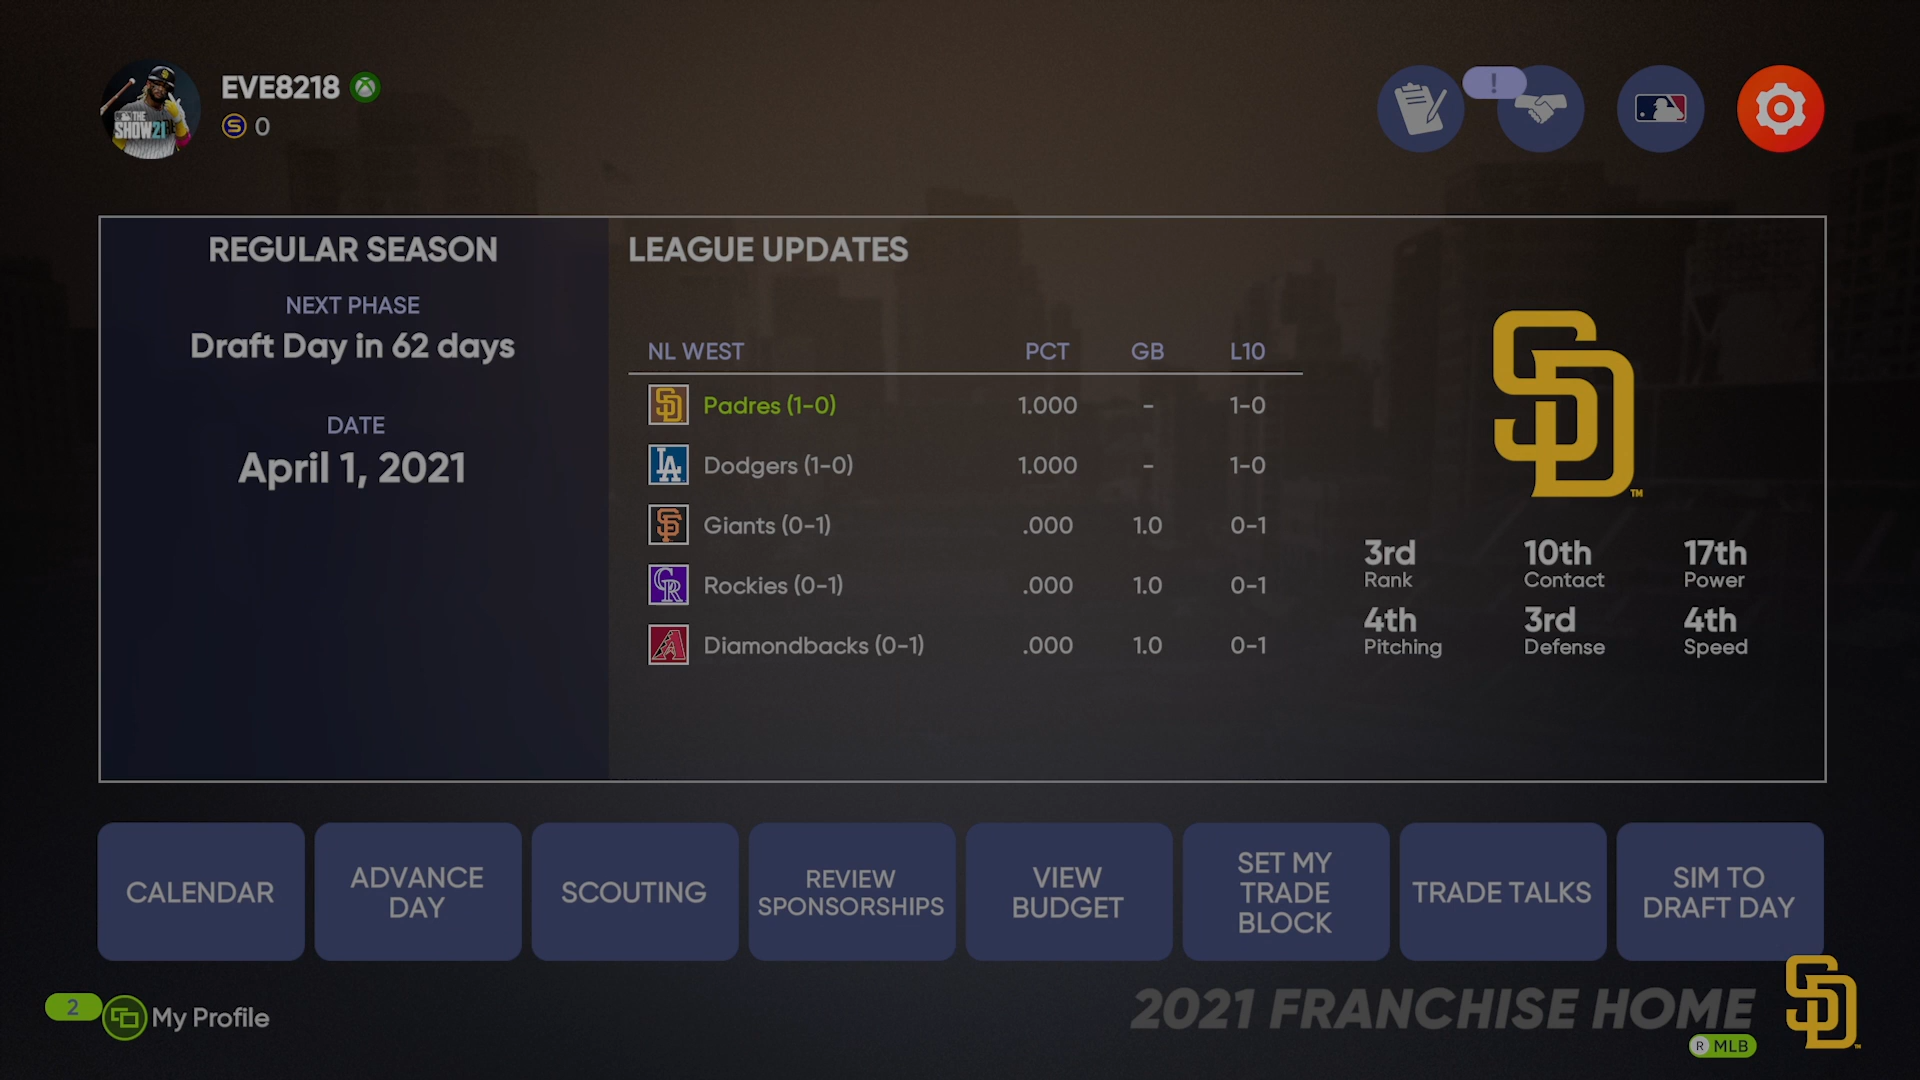 EVE8218
0
THE
SHOW21
!
REGULAR SEASON
NEXT PHASE
Draft Day in 62 days
DATE
April 1, 2021
LEAGUE UPDATES
NL WEST PCT GB L10
Padres (1-0) 1.000 - 1-0
Dodgers (1-0) 1.000 - 1-0
Giants (0-1) .000 1.0 0-1
Rockies (0-1) .000 1.0 0-1
Diamondbacks (0-1) .000 1.0 0-1
SD™
3rd 10th 17th
Rank Contact Power
4th 3rd 4th
Pitching Defense Speed
CALENDAR
ADVANCE
DAY
SCOUTING
REVIEW
SPONSORSHIPS
VIEW
BUDGET
SET MY
TRADE
BLOCK
TRADE TALKS
SIM TO
DRAFT DAY
2 My Profile
2021 FRANCHISE HOME
R MLB
SD